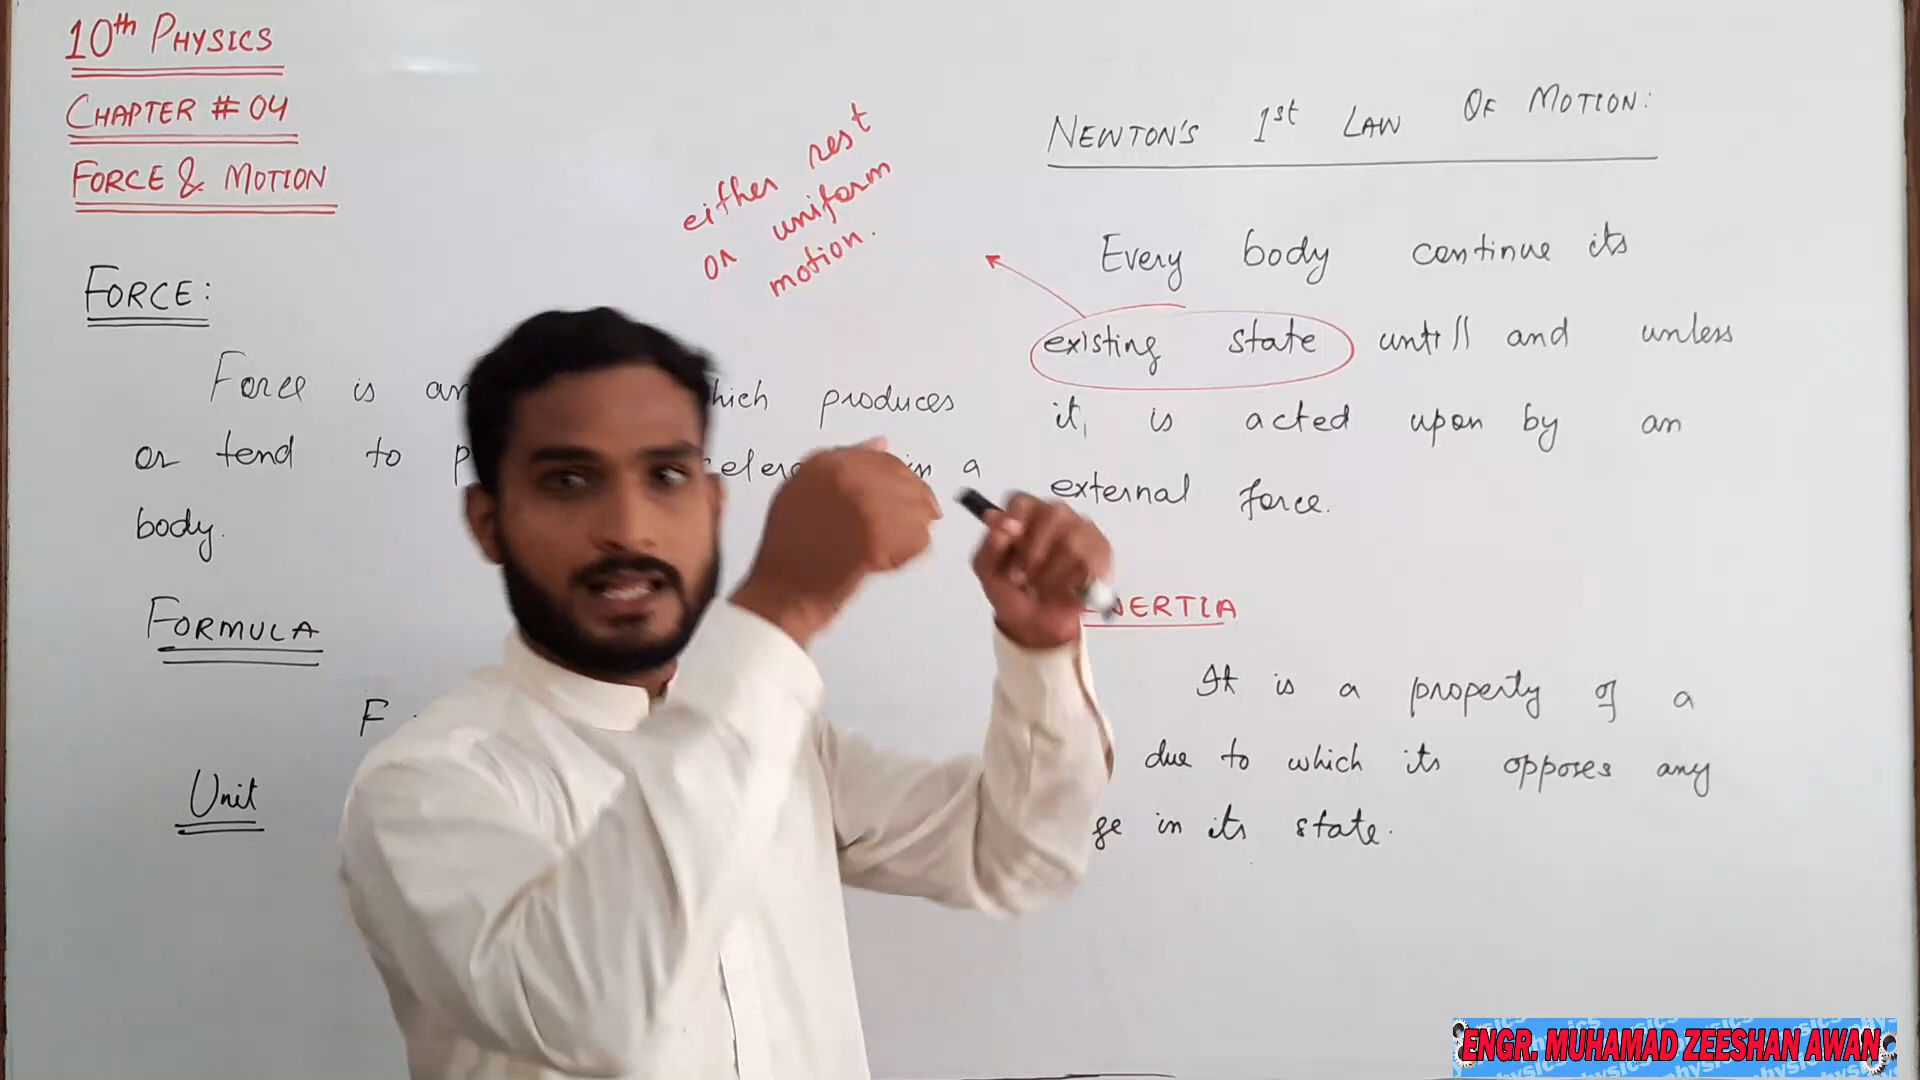 10th PHYSICS
CHAPTER # 04
FORCE & MOTION
FORCE:
Force is an hich produces
or tend to p celera in a
body.
FORMULA
F
Unit
either rest
or uniform
motion.
NEWTON'S 1st LAW OF MOTION:
Every body continue its
existing state untill and unless
it, is acted upon by an
external force.
NERTIA
It is a property of a
due to which its opposes any
ge in its state.
ENGR. MUHAMAD ZEESHAN AWAN